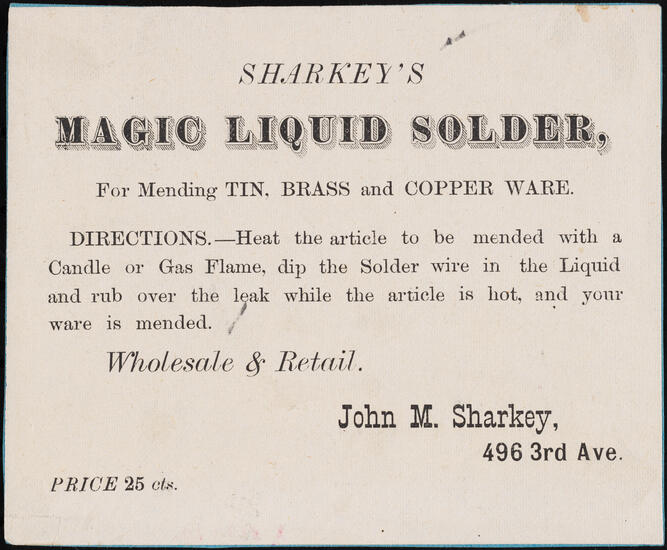 SHARKEY'S
MAGIC LIQUID SOLDER,
For Mending TIN, BRASS and COPPER WARE.
DIRECTIONS.—Heat the article to be mended with a
Candle or Gas Flame, dip the Solder wire in the Liquid
and rub over the leak while the article is hot, and your
ware is mended.
Wholesale & Retail.
John M. Sharkey,
496 3rd Ave.
PRICE 25 cts.